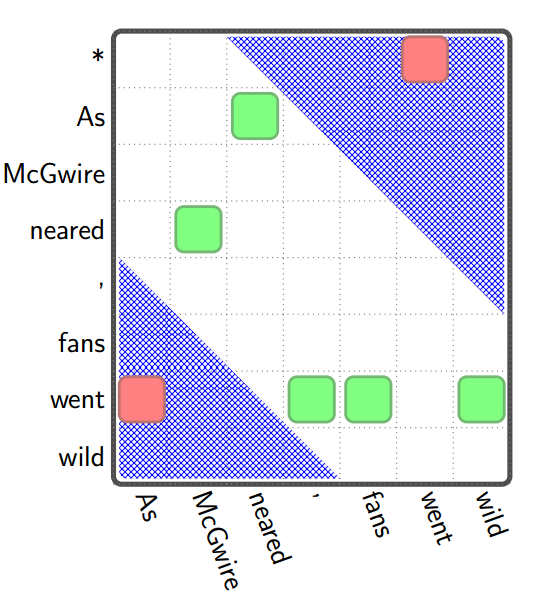 *
As
McGwire
neared
,
fans
went
wild
As
McGwire
neared
,
fans
went
wild